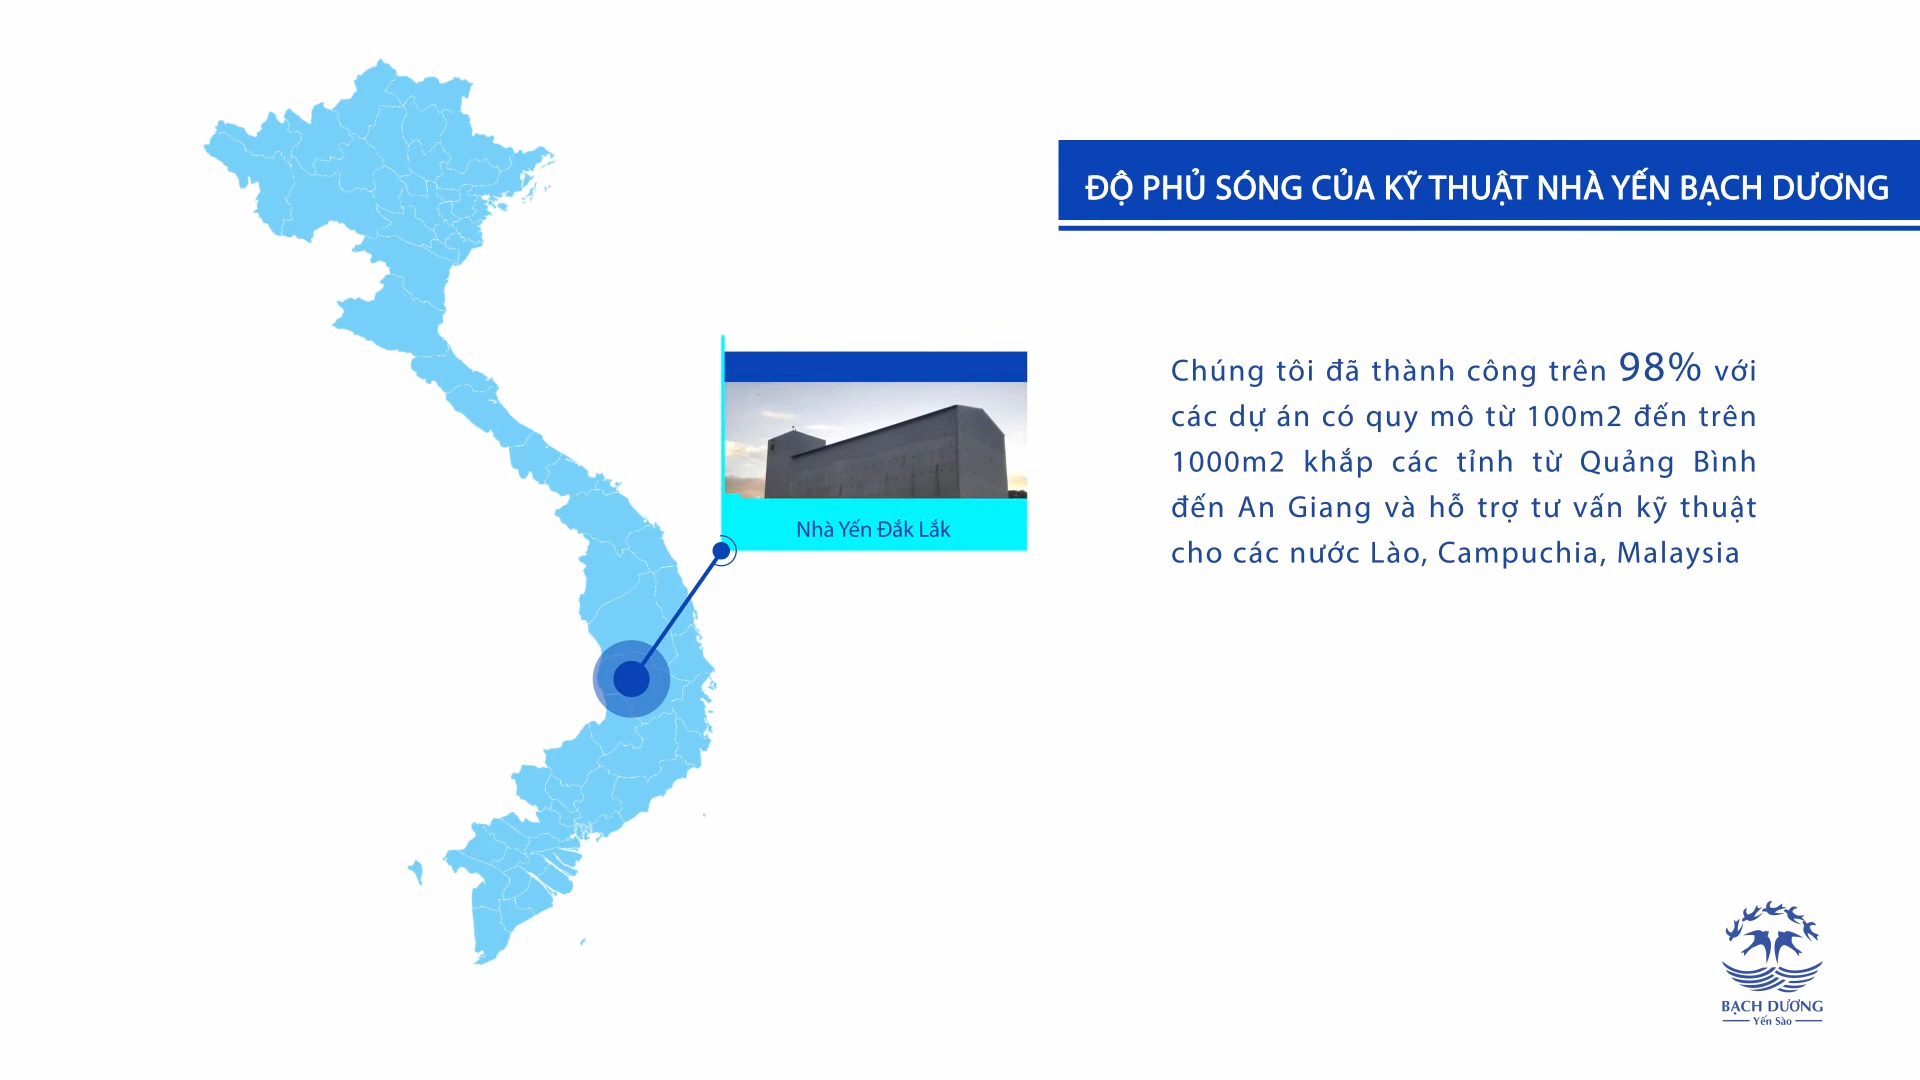 ĐỘ PHỦ SÓNG CỦA KỸ THUẬT NHÀ YẾN BẠCH DƯƠNG
Chúng tôi đã thành công trên 98% với
các dự án có quy mô từ 100m2 đến trên
1000m2 khắp các tỉnh từ Quảng Bình
đến An Giang và hỗ trợ tư vấn kỹ thuật
cho các nước Lào, Campuchia, Malaysia
Nhà Yến Đắk Lắk
BẠCH DƯƠNG
Yến Sào